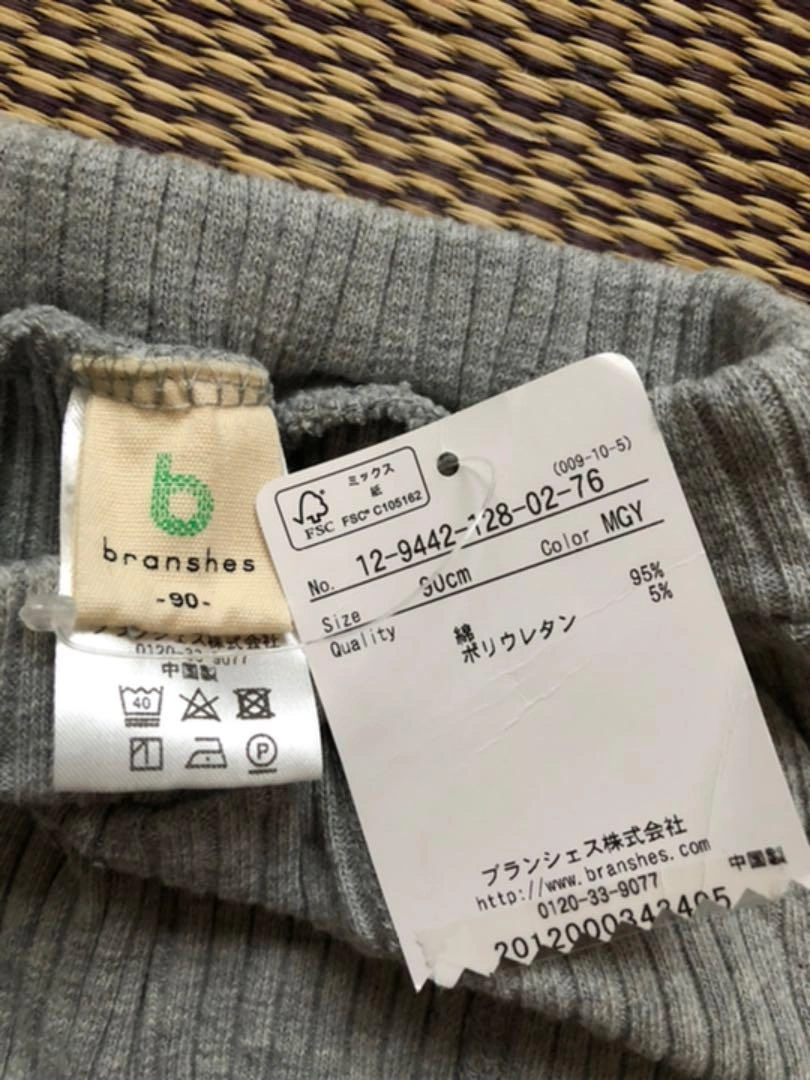 b
branshes
-90-
ブランシェス株式会社
中国製
40
P
ミックス
紙
FSC
FSC® C105162
(009-10-5)
No. 12-9442-128-02-76
Size 90cm Color MGY
Quality 綿 95%
ポリウレタン 5%
ブランシェス株式会社
http://www.branshes.com
0120-33-9077 中国製